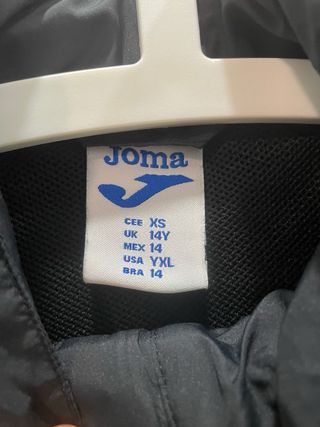 Joma
CEE XS
UK 14Y
MEX 14
USA YXL
BRA 14